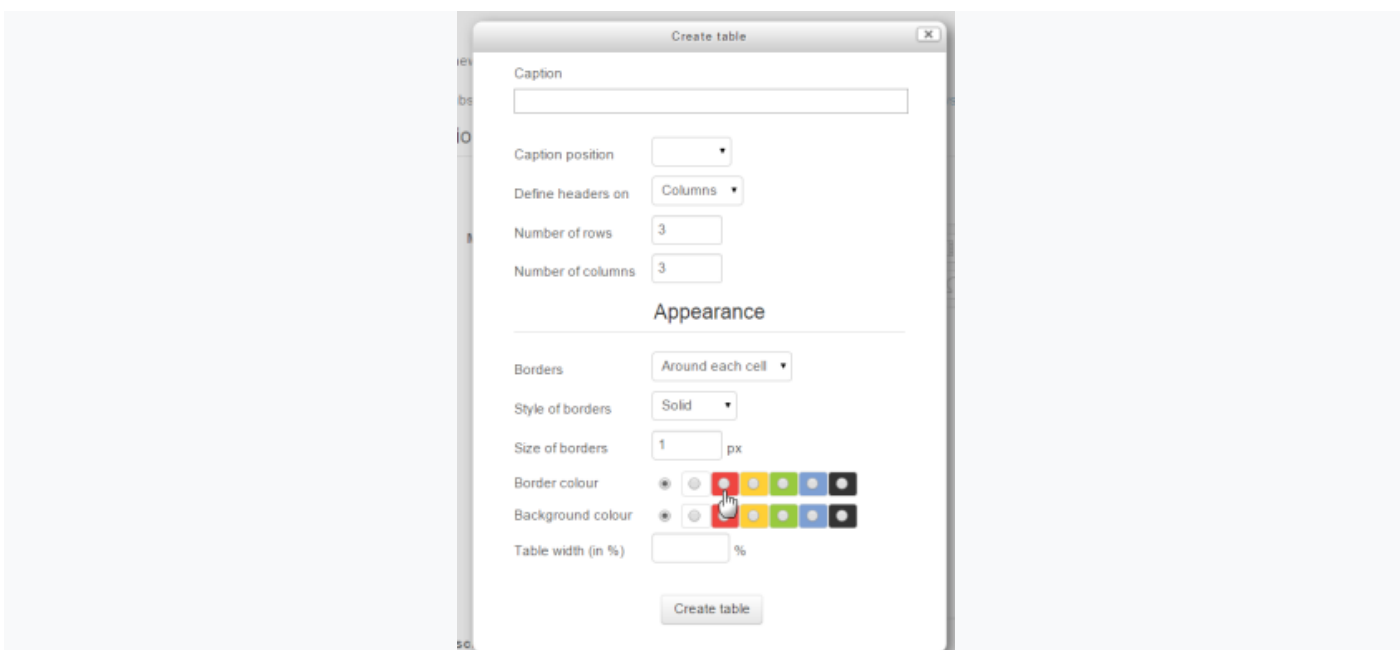 Create table
Caption
Caption position
Define headers on Columns
Number of rows 3
Number of columns 3
Appearance
Borders Around each cell
Style of borders Solid
Size of borders 1 px
Border colour
Background colour
Table width (in %) %
Create table